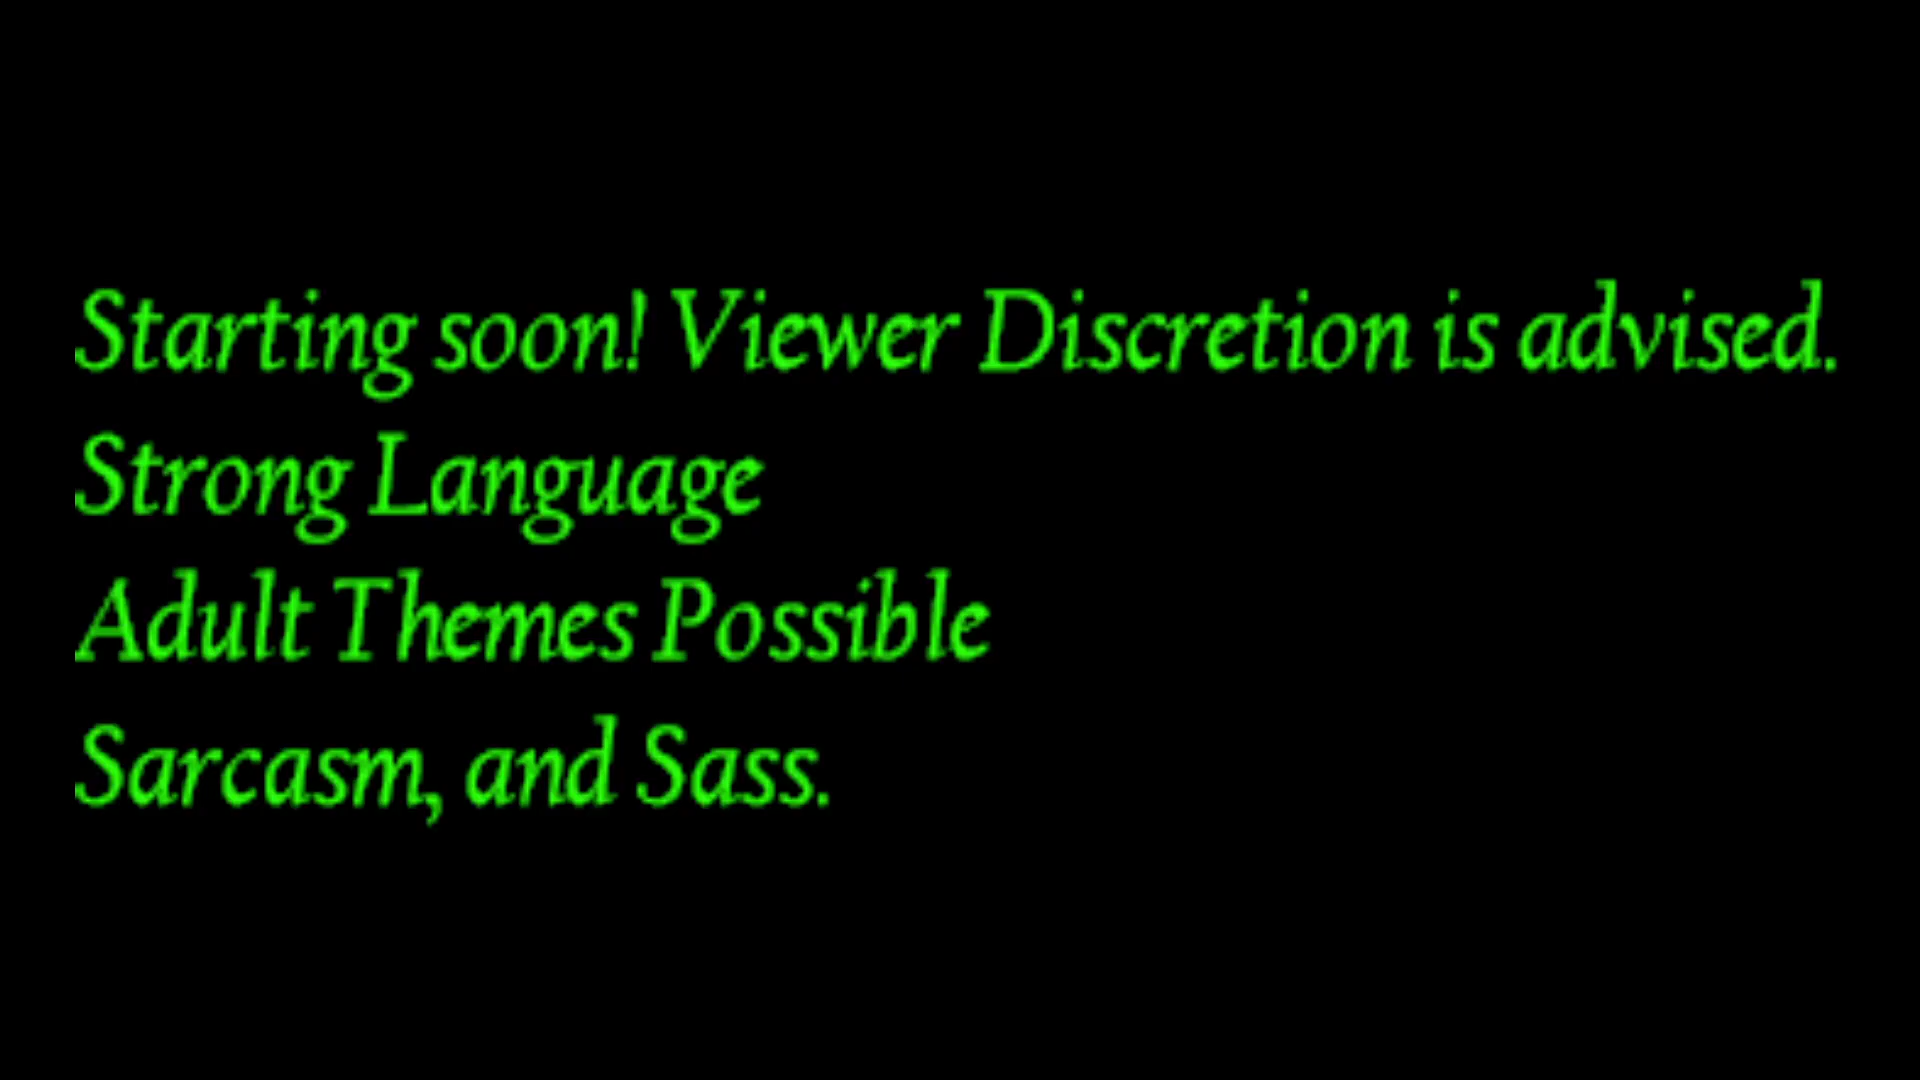 Starting soon! Viewer Discretion is advised.
Strong Language
Adult Themes Possible
Sarcasm, and Sass.